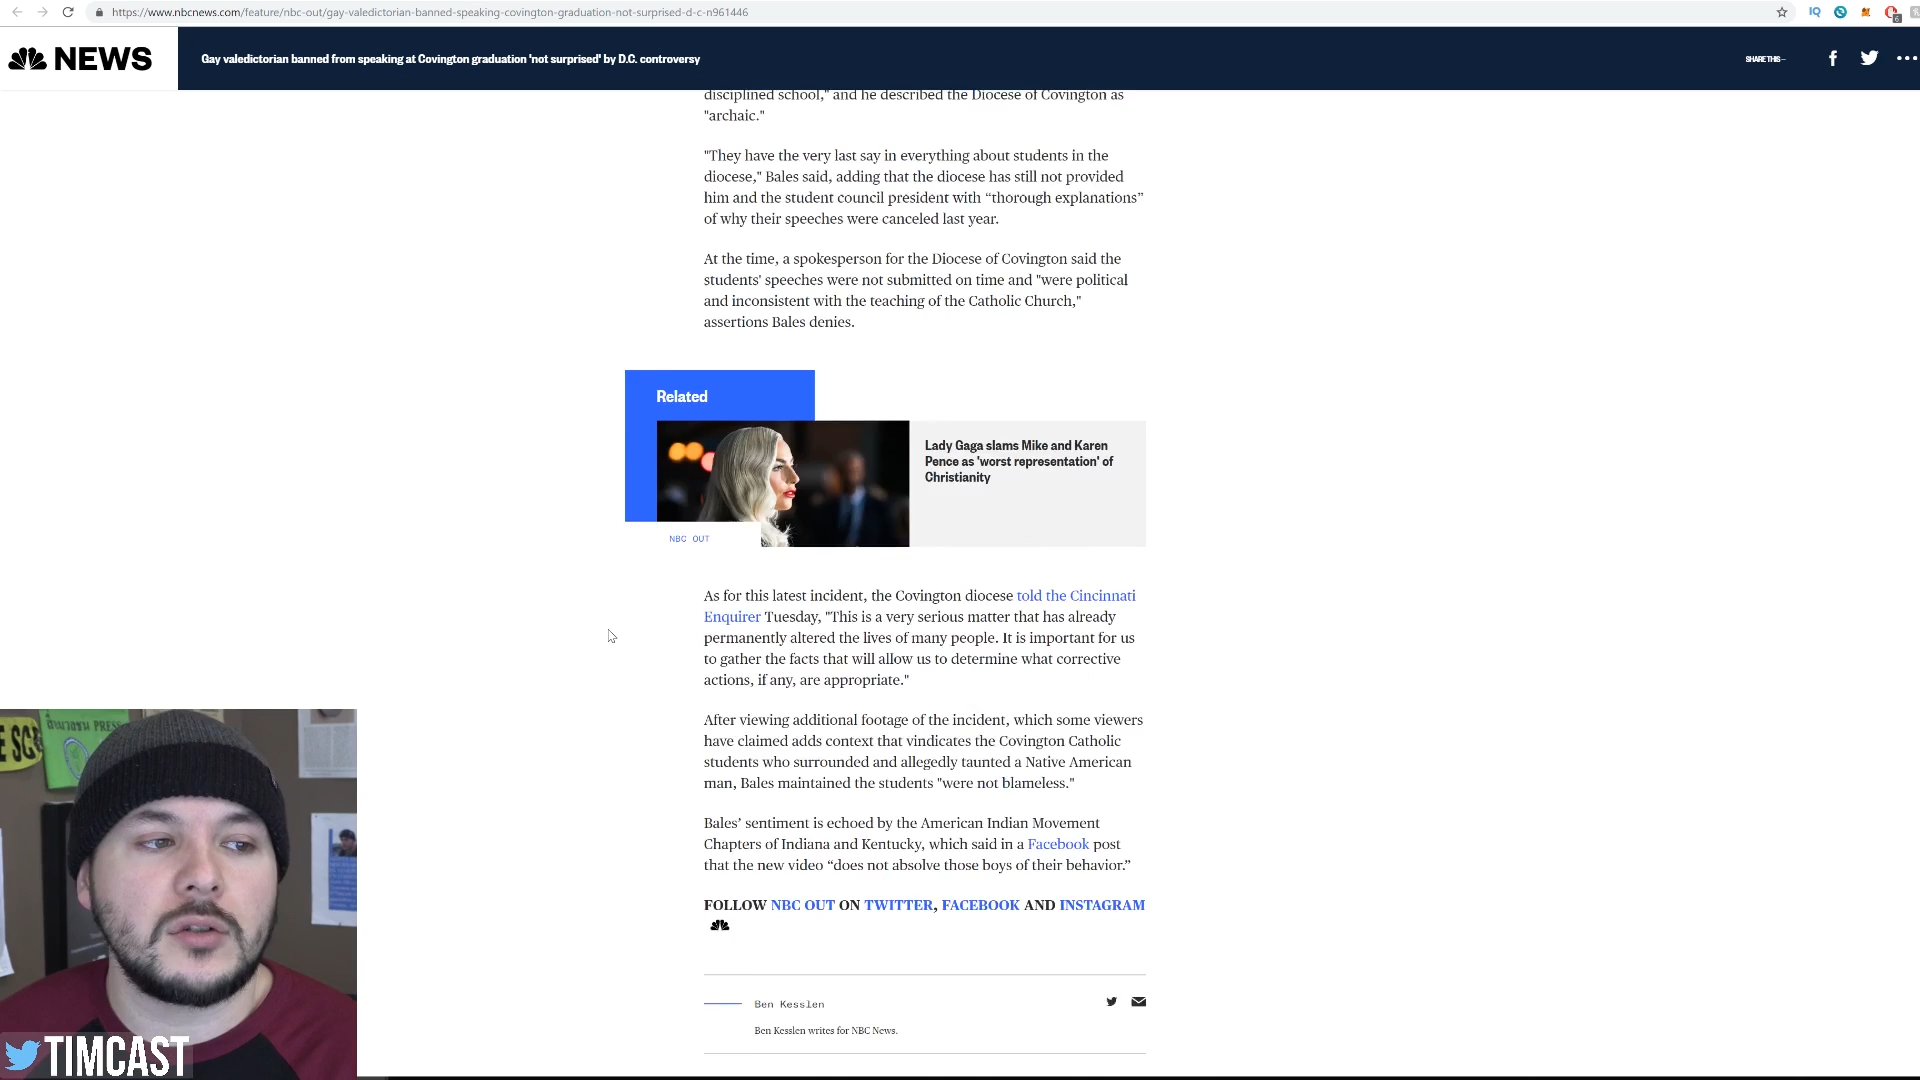 https://www.nbcnews.com/feature/nbc-out/gay-valedictorian-banned-speaking-covington-graduation-not-surprised-d-c-n961446
IQ
6
NEWS
Gay valedictorian banned from speaking at Covington graduation 'not surprised' by D.C. controversy
SHARE THIS —
disciplined school," and he described the Diocese of Covington as
"archaic."
"They have the very last say in everything about students in the
diocese," Bales said, adding that the diocese has still not provided
him and the student council president with “thorough explanations”
of why their speeches were canceled last year.
At the time, a spokesperson for the Diocese of Covington said the
students' speeches were not submitted on time and "were political
and inconsistent with the teaching of the Catholic Church,"
assertions Bales denies.
Related
Lady Gaga slams Mike and Karen
Pence as 'worst representation' of
Christianity
NBC OUT
As for this latest incident, the Covington diocese told the Cincinnati
Enquirer Tuesday, "This is a very serious matter that has already
permanently altered the lives of many people. It is important for us
to gather the facts that will allow us to determine what corrective
actions, if any, are appropriate."
After viewing additional footage of the incident, which some viewers
have claimed adds context that vindicates the Covington Catholic
students who surrounded and allegedly taunted a Native American
man, Bales maintained the students "were not blameless."
Bales’ sentiment is echoed by the American Indian Movement
Chapters of Indiana and Kentucky, which said in a Facebook post
that the new video “does not absolve those boys of their behavior.”
FOLLOW NBC OUT ON TWITTER, FACEBOOK AND INSTAGRAM
Ben Kesslen
Ben Kesslen writes for NBC News.
PRESS
TIMCAST